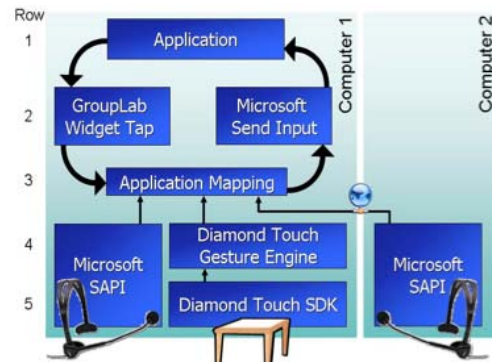 Row
1
Application
2
GroupLab
Widget Tap
Microsoft
Send Input
3
Application Mapping
4
Diamond Touch
Gesture Engine
Microsoft
SAPI
Microsoft
SAPI
5
Diamond Touch SDK
Computer 1
Computer 2